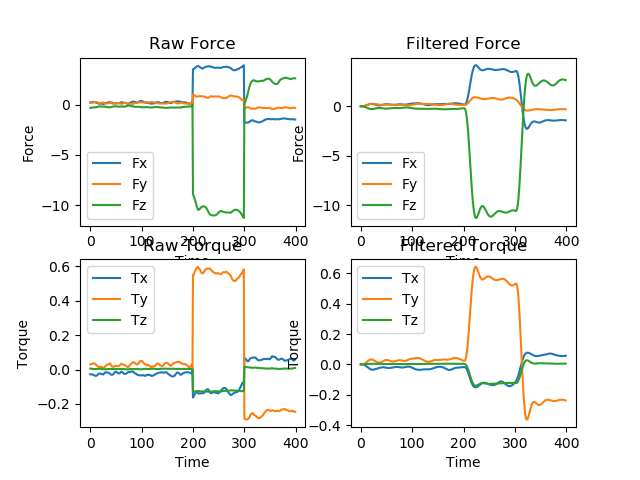 Raw Force
Filtered Force
Force
0
−5
−10
Fx
Fy
Fz
0 100 200 300 400
Time
Force
0
−5
−10
Fx
Fy
Fz
0 100 200 300 400
Time
Raw Torque
Filtered Torque
Torque
0.6
0.4
0.2
0.0
−0.2
Tx
Ty
Tz
0 100 200 300 400
Time
Torque
0.6
0.4
0.2
0.0
−0.2
−0.4
Tx
Ty
Tz
0 100 200 300 400
Time